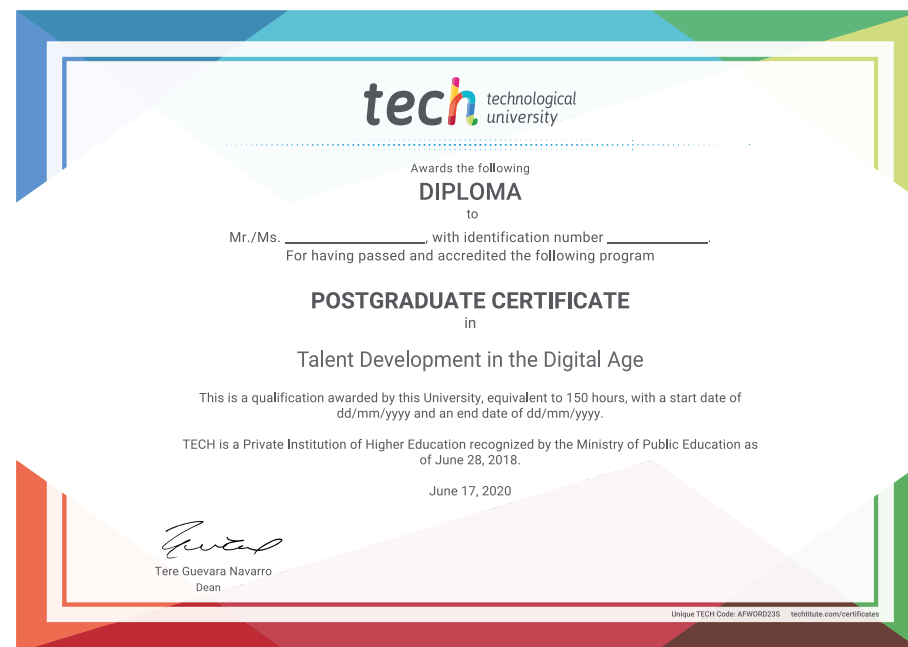 tech technological
university
Awards the following
DIPLOMA
to
Mr./Ms. ____________________, with identification number ______________.
For having passed and accredited the following program
POSTGRADUATE CERTIFICATE
in
Talent Development in the Digital Age
This is a qualification awarded by this University, equivalent to 150 hours, with a start date of
dd/mm/yyyy and an end date of dd/mm/yyyy.
TECH is a Private Institution of Higher Education recognized by the Ministry of Public Education as
of June 28, 2018.
June 17, 2020
Tere Guevara Navarro
Dean
Unique TECH Code: AFWORD23S techtitute.com/certificates